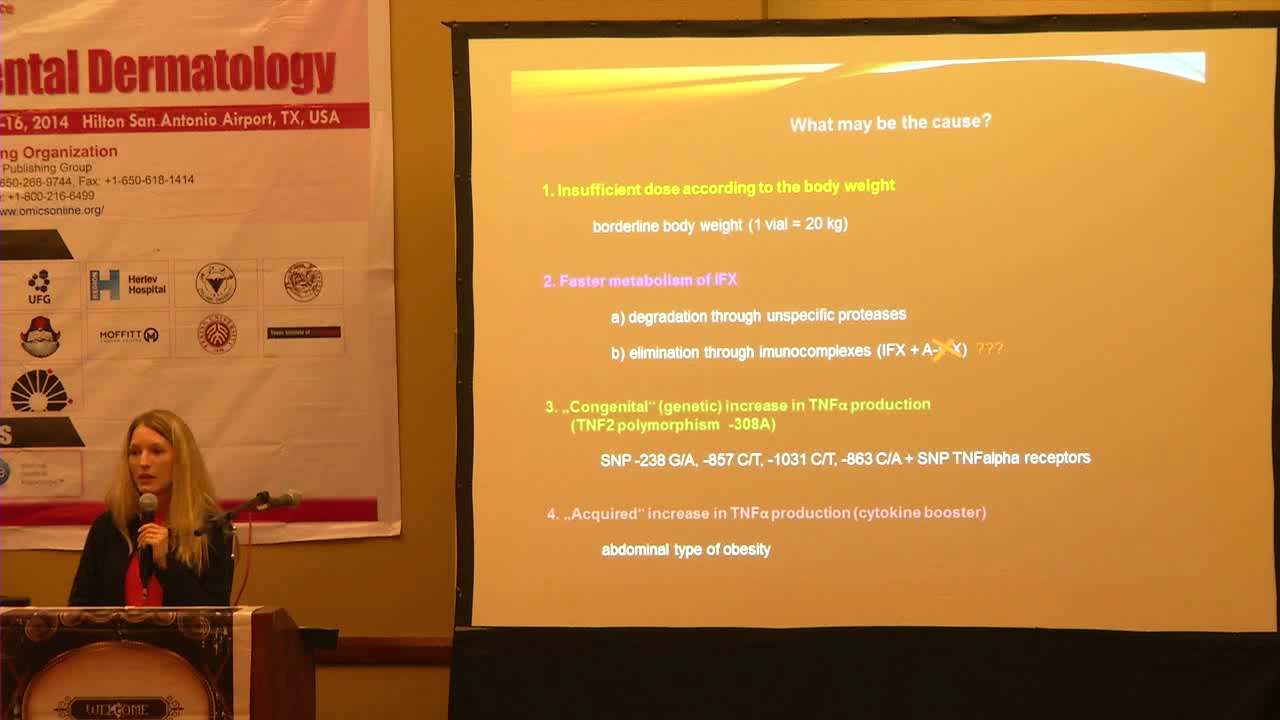 ental Dermatology
-16, 2014 Hilton San Antonio Airport, TX, USA
ng Organization
Publishing Group
650-268-9744, Fax: +1-650-618-1414
+1-800-216-6499
www.omicsonline.org/
UFG
REGION
Herlev
Hospital
MOFFITT
S
WELCOME
What may be the cause?
1. Insufficient dose according to the body weight
borderline body weight (1 vial = 20 kg)
2. Faster metabolism of IFX
a) degradation through unspecific proteases
b) elimination through imunocomplexes (IFX + A- X) ???
3. „Congenital“ (genetic) increase in TNFα production
(TNF2 polymorphism -308A)
SNP -238 G/A, -857 C/T, -1031 C/T, -863 C/A + SNP TNFalpha receptors
4. „Acquired“ increase in TNFα production (cytokine booster)
abdominal type of obesity